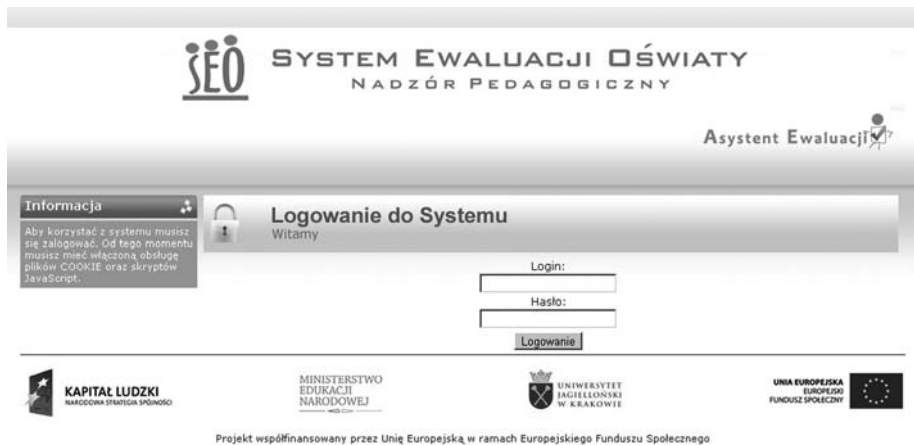 SEO
SYSTEM EWALUACJI OŚWIATY
NADZÓR PEDAGOGICZNY
Asystent Ewaluacji
Informacja
Aby korzystać z systemu musisz
się zalogować. Od tego momentu
musisz mieć włączoną obsługę
plików COOKIE oraz skryptów
JavaScript.
Logowanie do Systemu
Witamy
Login:
Hasło:
Logowanie
KAPITAŁ LUDZKI
NARODOWA STRATEGIA SPÓJNOŚCI
MINISTERSTWO
EDUKACJI
NARODOWEJ
UNIWERSYTET
JAGIELLOŃSKI
W KRAKOWIE
UNIA EUROPEJSKA
EUROPEJSKI
FUNDUSZ SPOŁECZNY
Projekt współfinansowany przez Unię Europejską w ramach Europejskiego Funduszu Społecznego